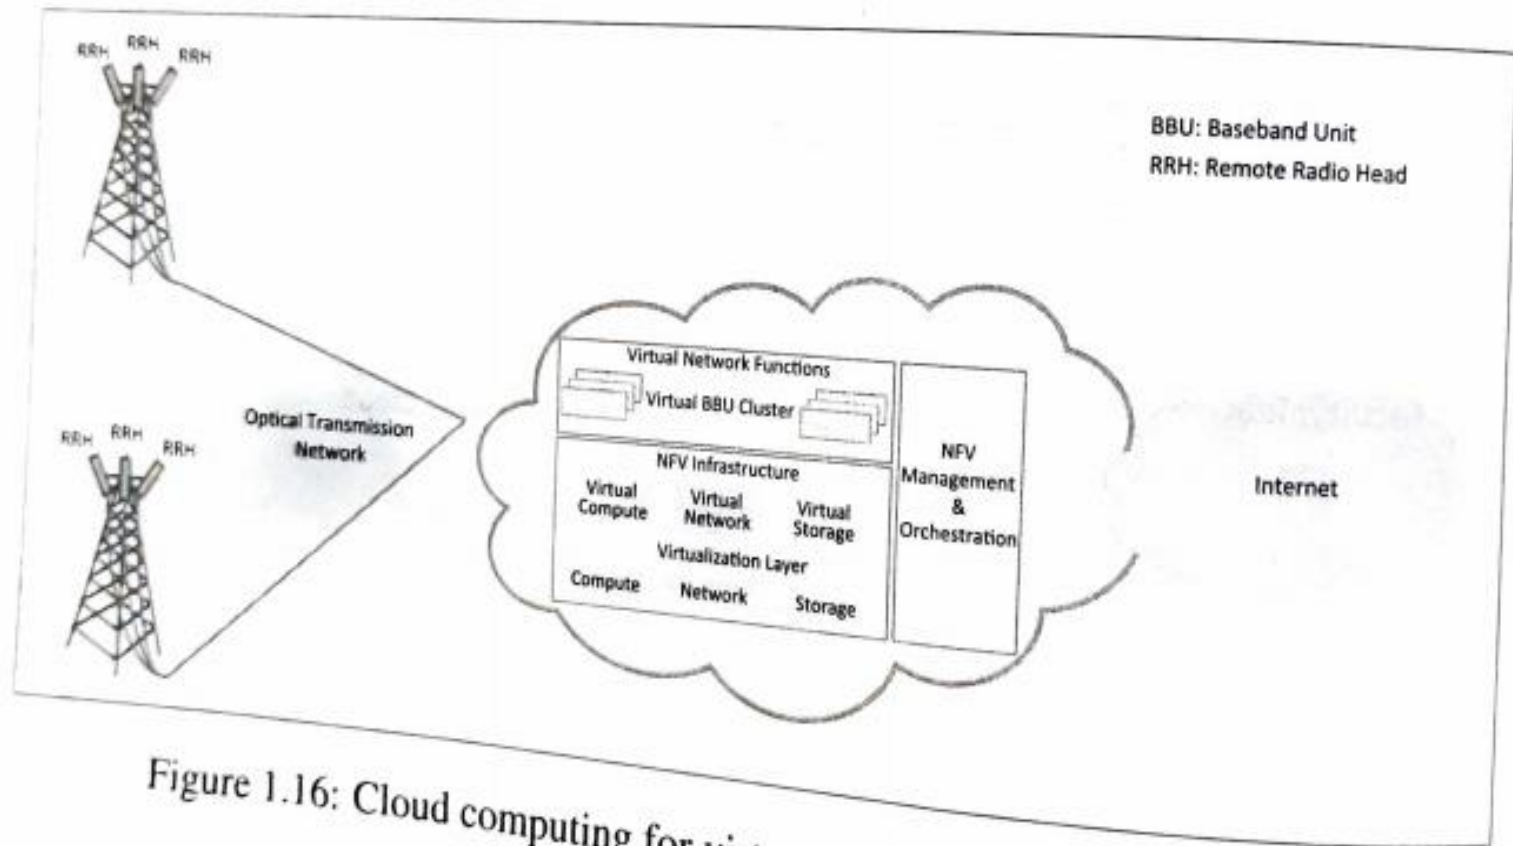 RRH RRH RRH
BBU: Baseband Unit
RRH: Remote Radio Head
Optical Transmission
Network
RRH RRH RRH
Virtual Network Functions
Virtual BBU Cluster
NFV Infrastructure
Virtual
Compute
Virtual
Network
Virtual
Storage
Virtualization Layer
Compute Network Storage
NFV
Management
&
Orchestration
Internet
Figure 1.16: Cloud computing for